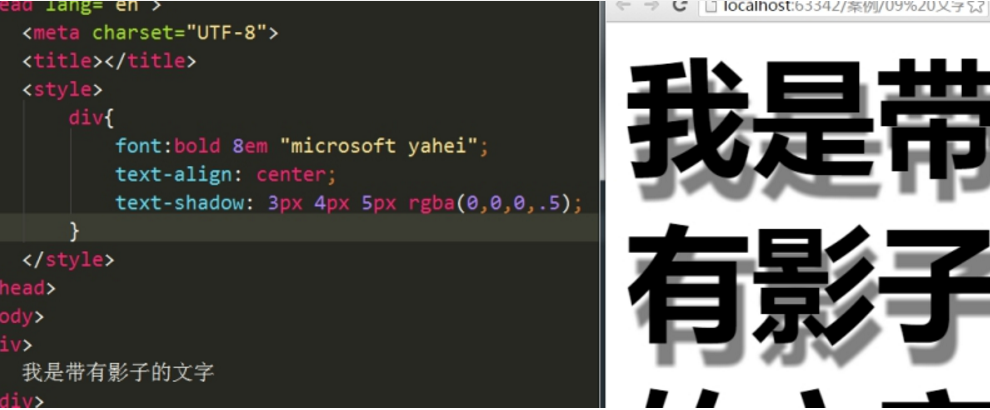 ead lang="en">
<meta charset="UTF-8">
<title></title>
<style>
div{
font:bold 8em "microsoft yahei";
text-align: center;
text-shadow: 3px 4px 5px rgba(0,0,0,.5);
}
</style>
head>
ody>
iv>
我是带有影子的文字
div>
localhost:63342/案例/09%20文字
我是带
有影子
的文字